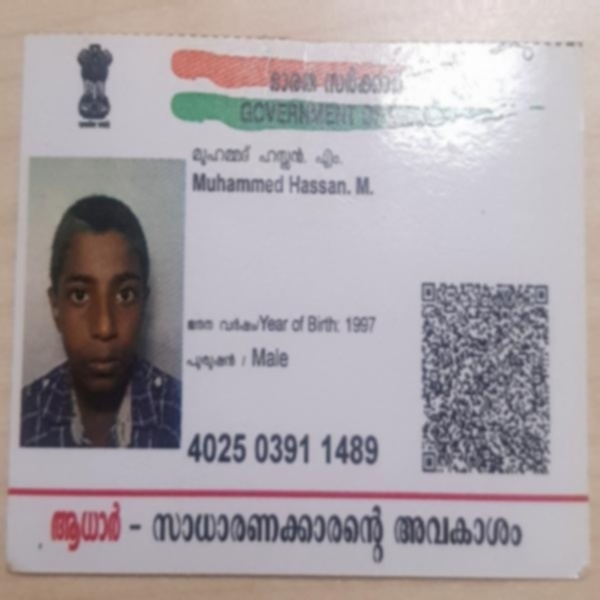 ഭാരത സർക്കാർ
GOVERNMENT OF
മുഹമ്മദ് ഹസ്സൻ. എം.
Muhammed Hassan. M.
ജനന വർഷം/Year of Birth: 1997
പുരുഷൻ / Male
4025 0391 1489
ആധാർ - സാധാരണക്കാരന്റെ അവകാശം